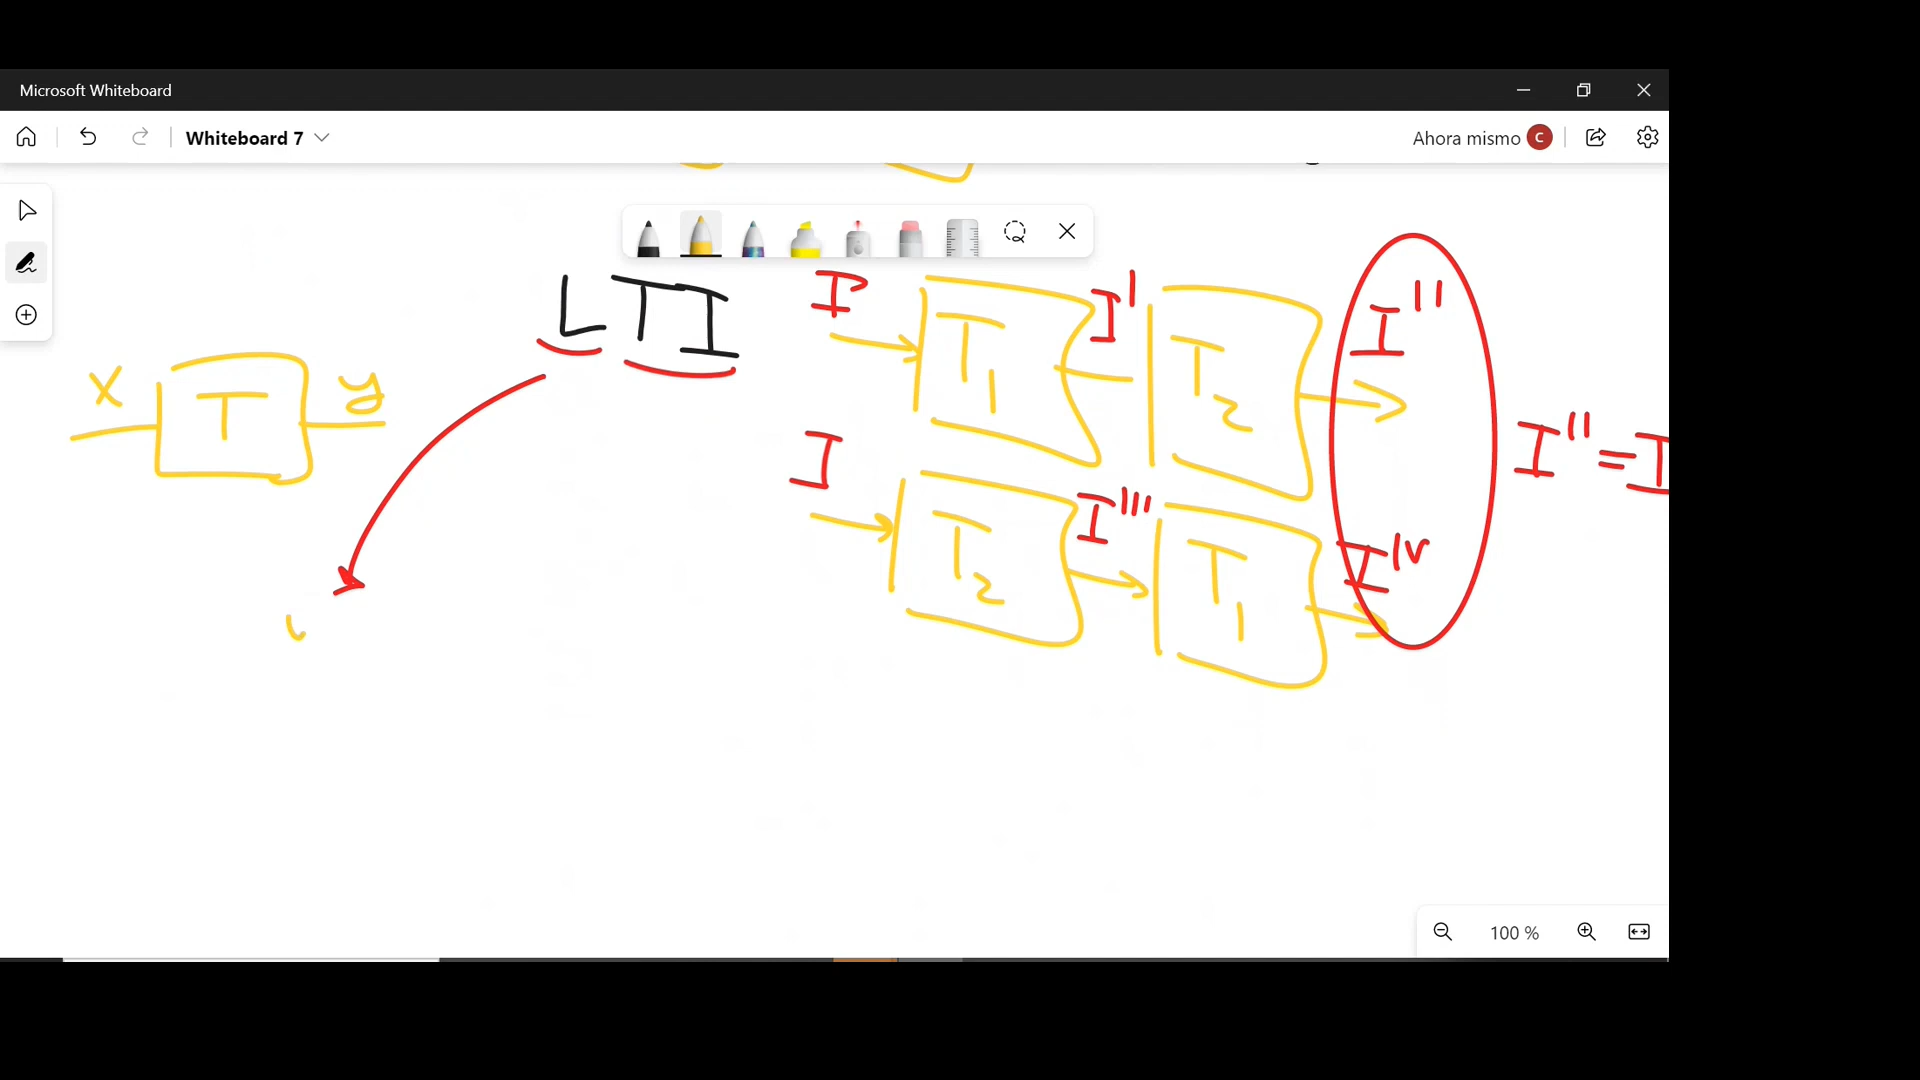 Microsoft Whiteboard
Whiteboard 7
Ahora mismo C
LTI
I T1 I' T2 I''
x T y
I T2 I''' T1 I'v
I'' = I
100 %